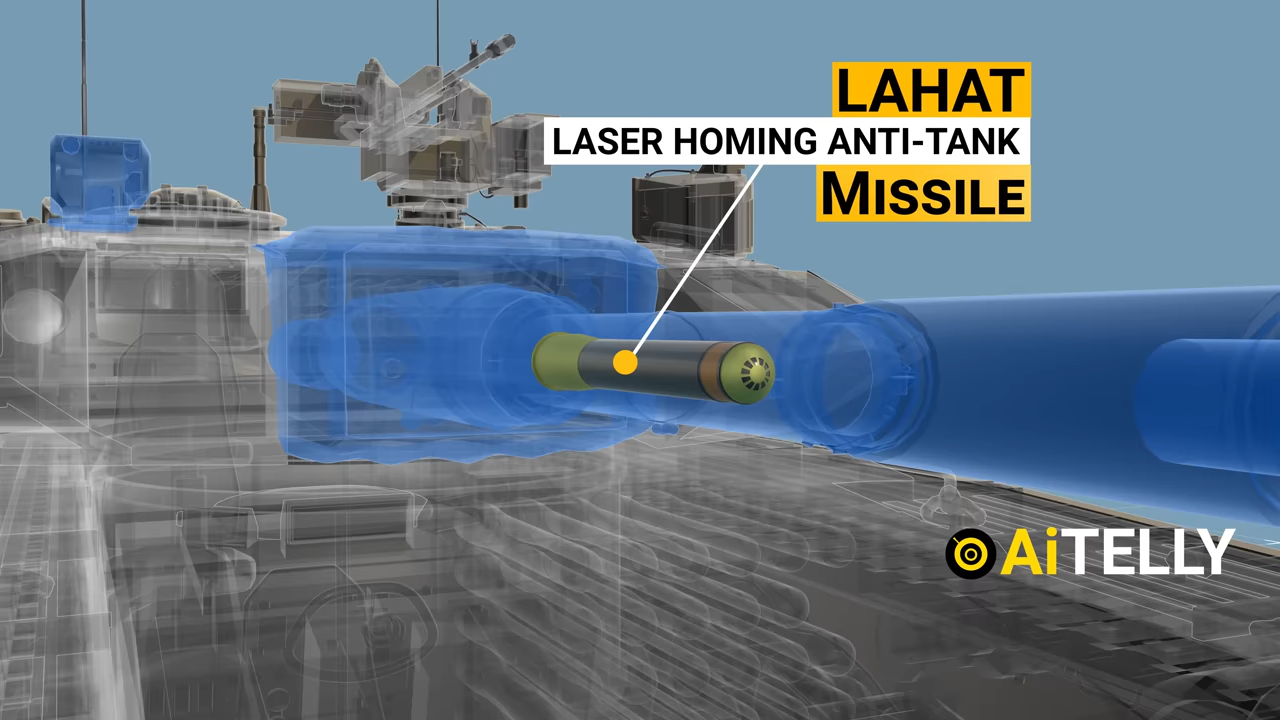 LAHAT
LASER HOMING ANTI-TANK
MISSILE
AiTELLY